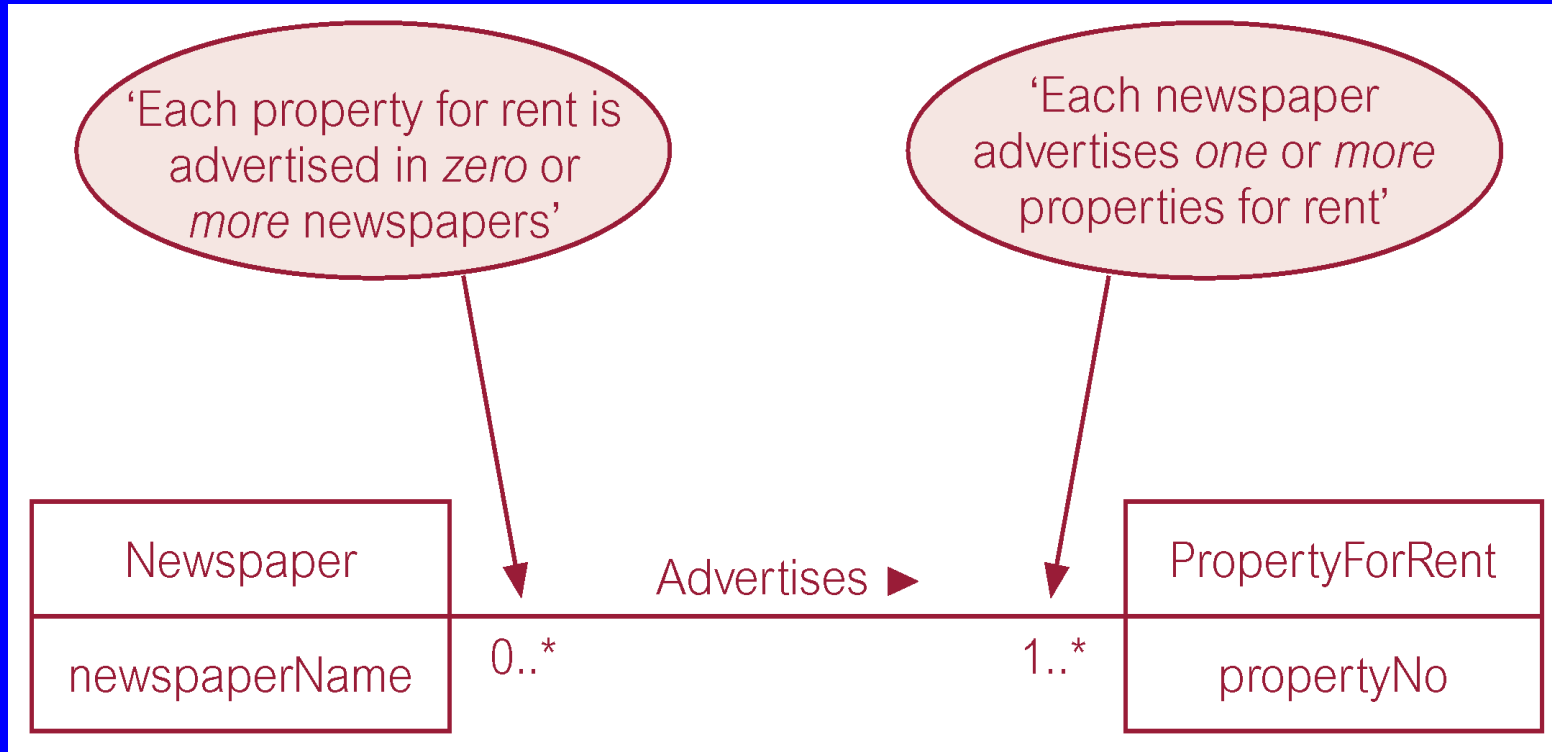 ‘Each property for rent is
advertised in zero or
more newspapers’
‘Each newspaper
advertises one or more
properties for rent’
Newspaper
newspaperName
0..*
Advertises ►
1..*
PropertyForRent
propertyNo